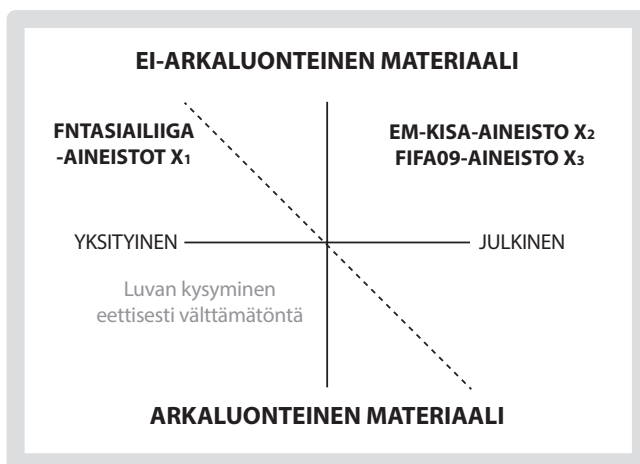 EI-ARKALUONTEINEN MATERIAALI
FNTASIAILIIGA
-AINEISTOT X1
EM-KISA-AINEISTO X2
FIFA09-AINEISTO X3
YKSITYINEN
JULKINEN
Luvan kysyminen
eettisesti välttämätöntä
ARKALUONTEINEN MATERIAALI